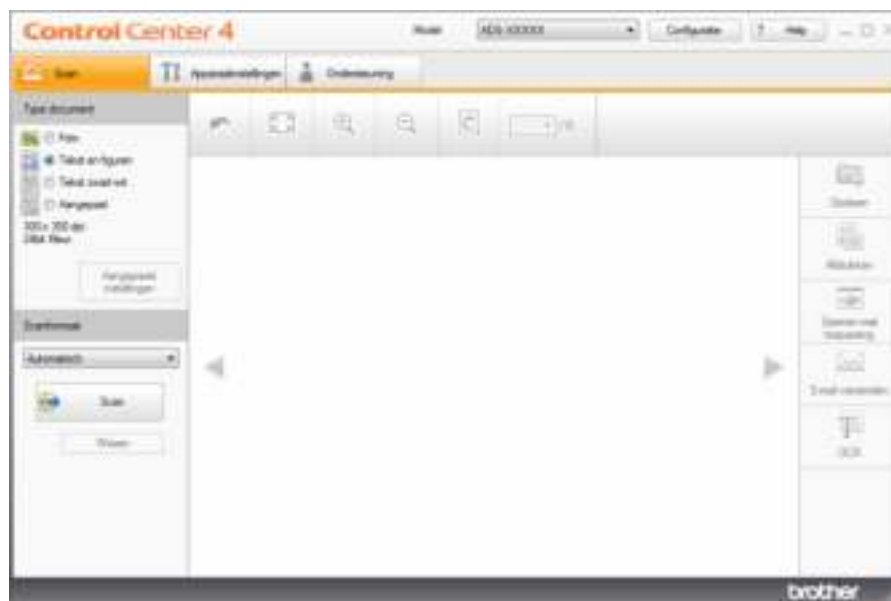 Control Center 4
Model
ADS-XXXXX
Configuratie
? Help
Scan
Apparaatinstellingen
Ondersteuning
Type document
Foto
Tekst en figuren
Tekst zwart-wit
Aangepast
300 x 300 dpi
24bit Kleur
Aangepaste
instellingen
Scanformaat
Automatisch
Scan
Wissen
Opslaan
Afdrukken
Openen met
toepassing
E-mail verzenden
OCR
brother